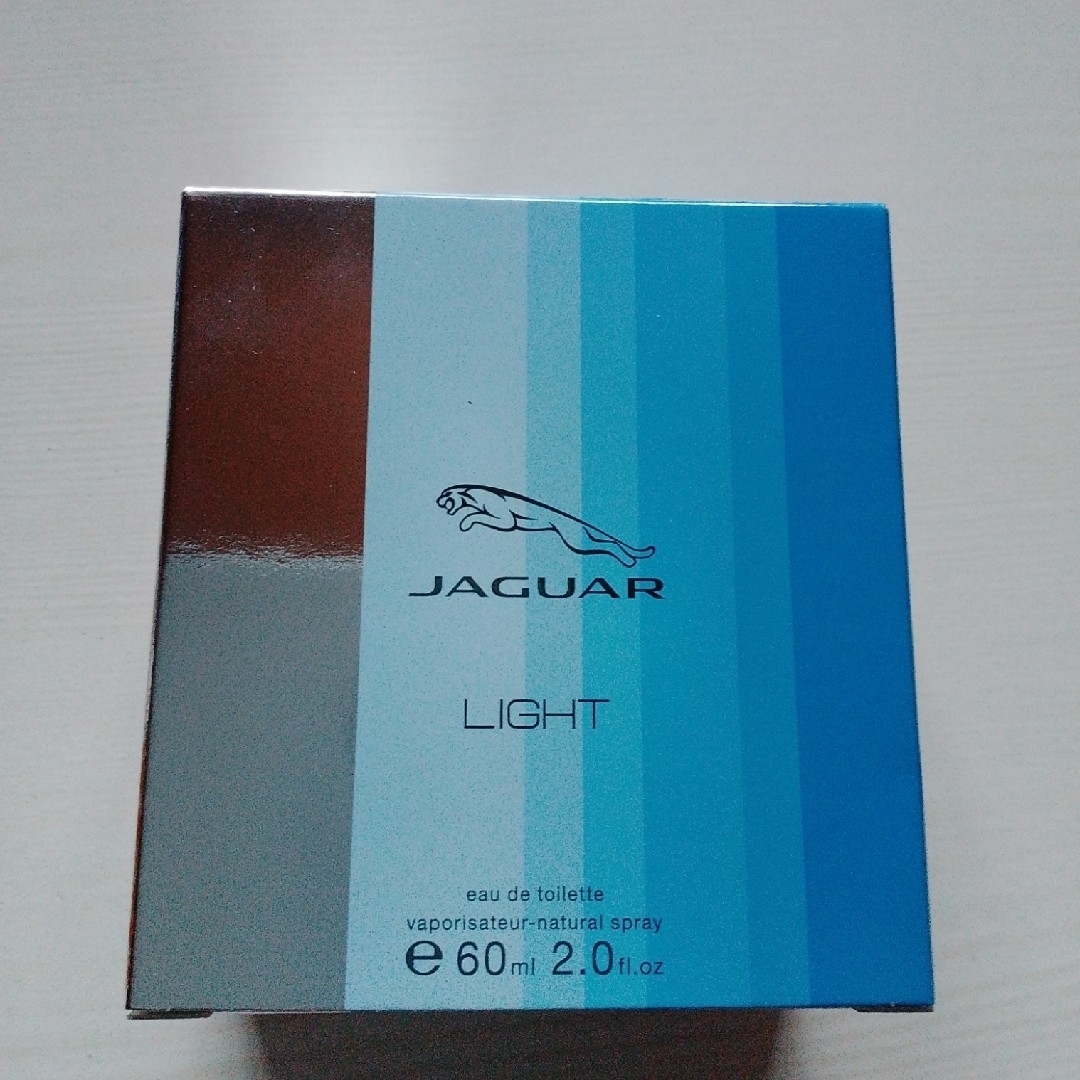 JAGUAR
LIGHT
eau de toilette
vaporisateur-natural spray
e 60ml 2.0fl.oz